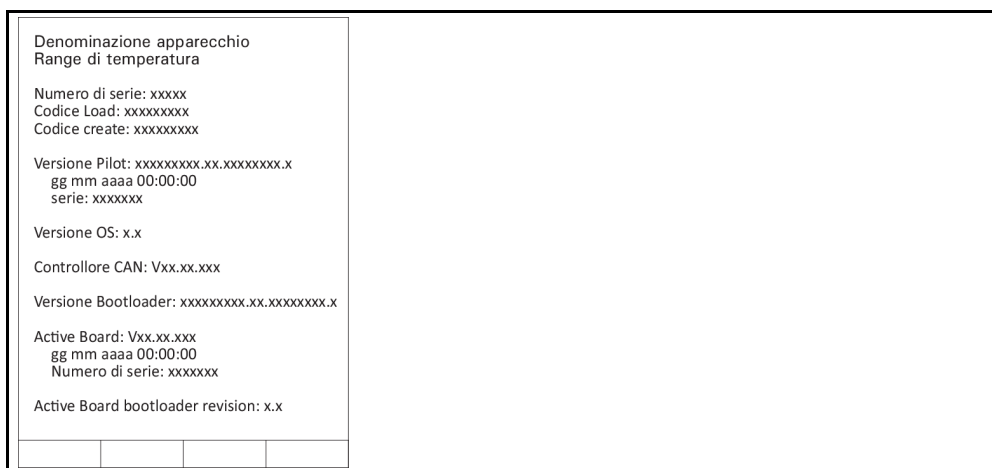 Denominazione apparecchio
Range di temperatura
Numero di serie: xxxxx
Codice Load: xxxxxxxxx
Codice create: xxxxxxxxx
Versione Pilot: xxxxxxxxx.xx.xxxxxxxx.x
gg mm aaaa 00:00:00
serie: xxxxxxx
Versione OS: x.x
Controllore CAN: Vxx.xx.xxx
Versione Bootloader: xxxxxxxxx.xx.xxxxxxxx.x
Active Board: Vxx.xx.xxx
gg mm aaaa 00:00:00
Numero di serie: xxxxxxx
Active Board bootloader revision: x.x